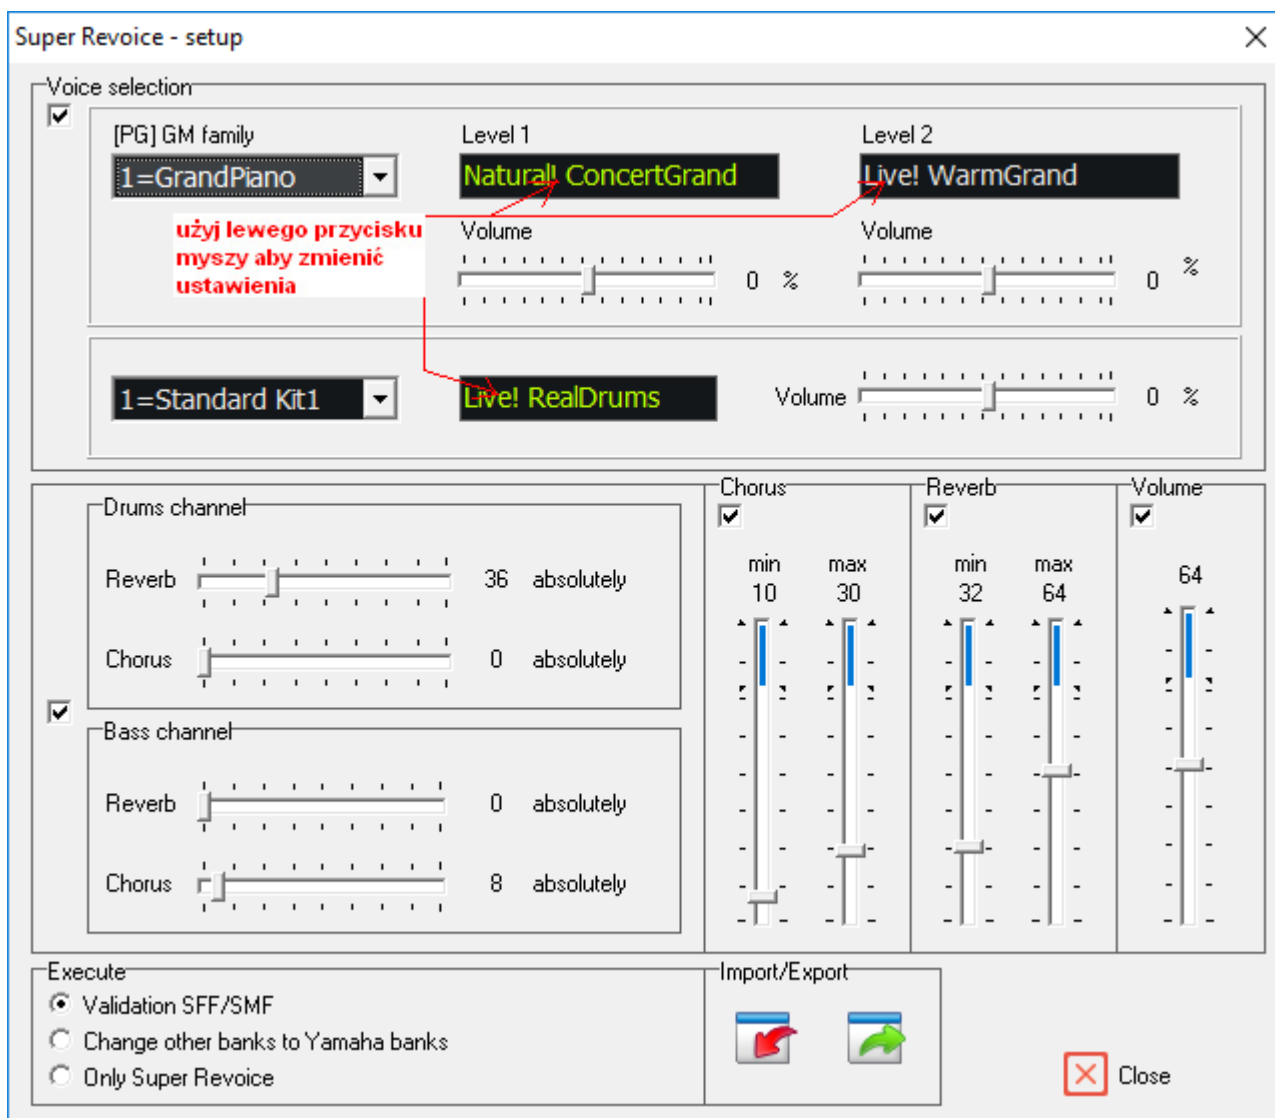 Super Revoice - setup
Voice selection
[PG] GM family
Level 1
Level 2
1=GrandPiano
Natural! ConcertGrand
Live! WarmGrand
użyj lewego przycisku
myszy aby zmienić
ustawienia
Volume
0 %
Volume
0 %
1=Standard Kit1
Live! RealDrums
Volume
0 %
Drums channel
Reverb
36 absolutely
Chorus
0 absolutely
Bass channel
Reverb
0 absolutely
Chorus
8 absolutely
Chorus
min max
10 30
Reverb
min max
32 64
Volume
64
Execute
Validation SFF/SMF
Change other banks to Yamaha banks
Only Super Revoice
Import/Export
Close